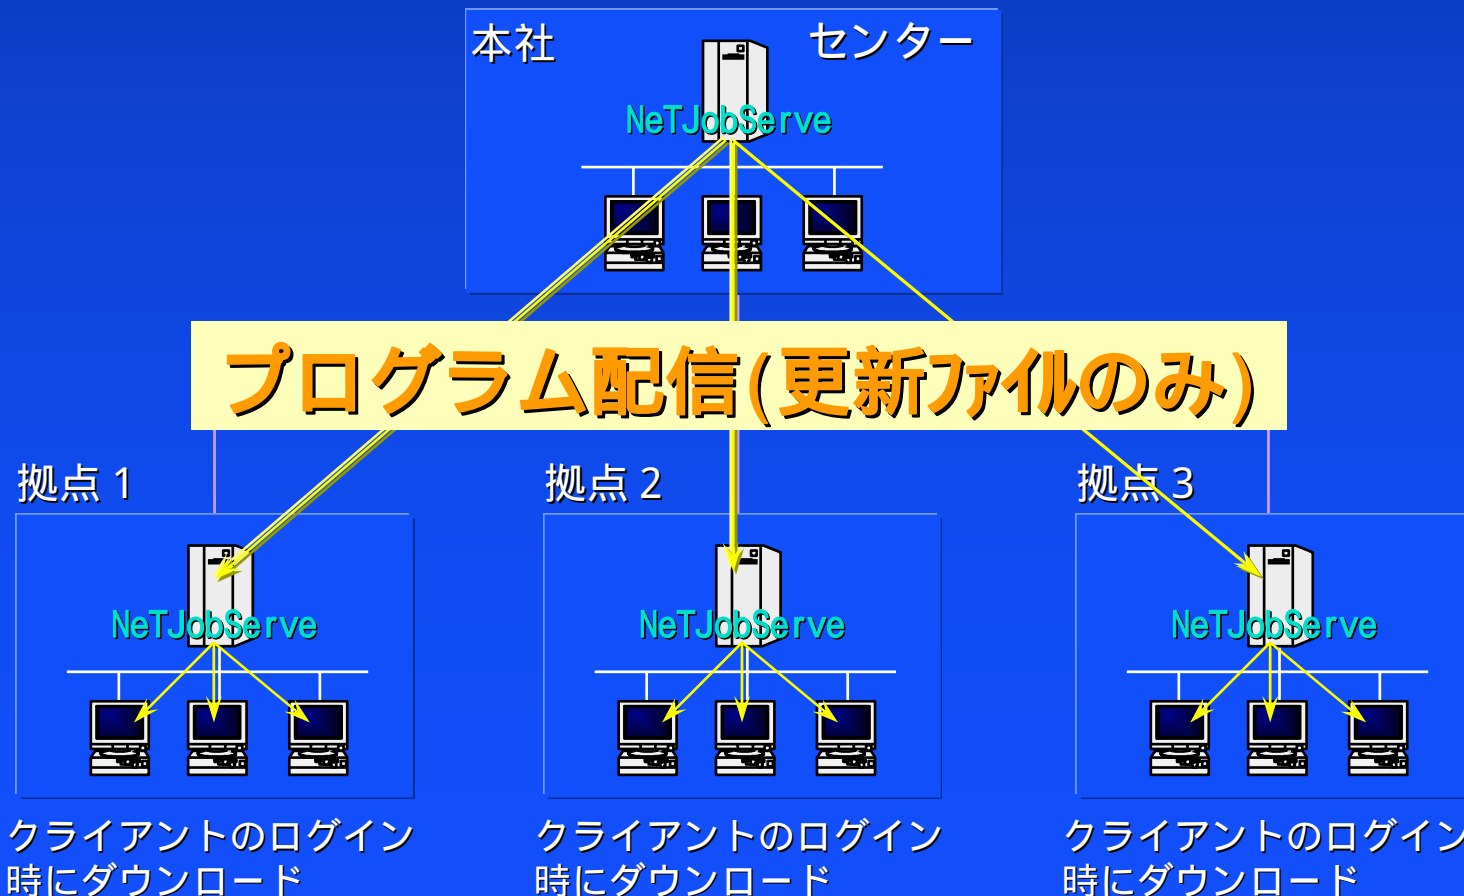 本社
センター
NeTJobServe
プログラム配信(更新ﾌｧｲﾙのみ)
拠点1
拠点2
拠点3
NeTJobServe
NeTJobServe
NeTJobServe
クライアントのログイン
時にダウンロード
クライアントのログイン
時にダウンロード
クライアントのログイン
時にダウンロード